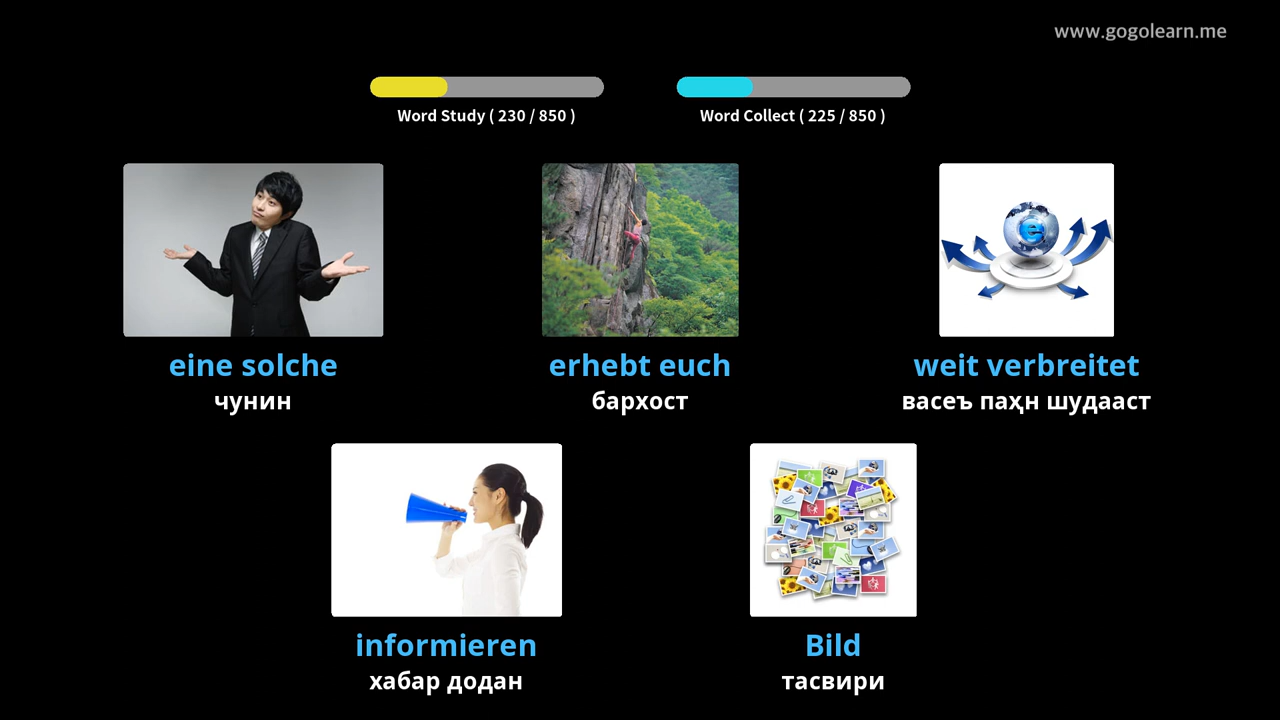 www.gogolearn.me
Word Study ( 230 / 850 )
Word Collect ( 225 / 850 )
eine solche
чунин
erhebt euch
бархост
weit verbreitet
васеъ паҳн шудааст
informieren
хабар додан
Bild
тасвири